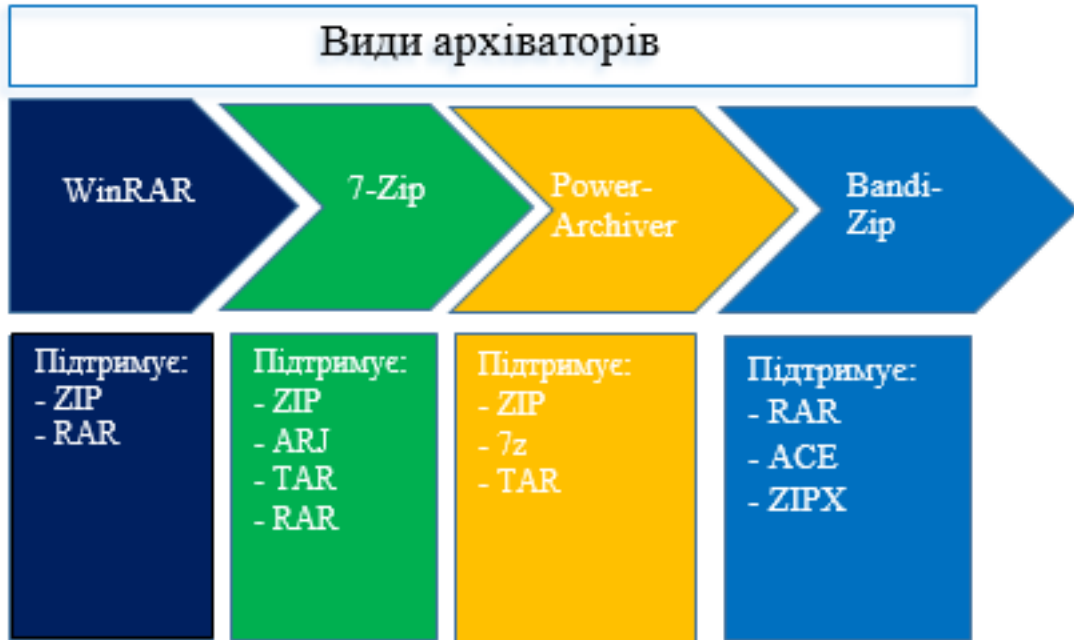 Види архіваторів
WinRAR
7-Zip
Power-
Archiver
Bandi-
Zip
Підтримує:
- ZIP
- RAR
Підтримує:
- ZIP
- ARJ
- TAR
- RAR
Підтримує:
- ZIP
- 7z
- TAR
Підтримує:
- RAR
- ACE
- ZIPX